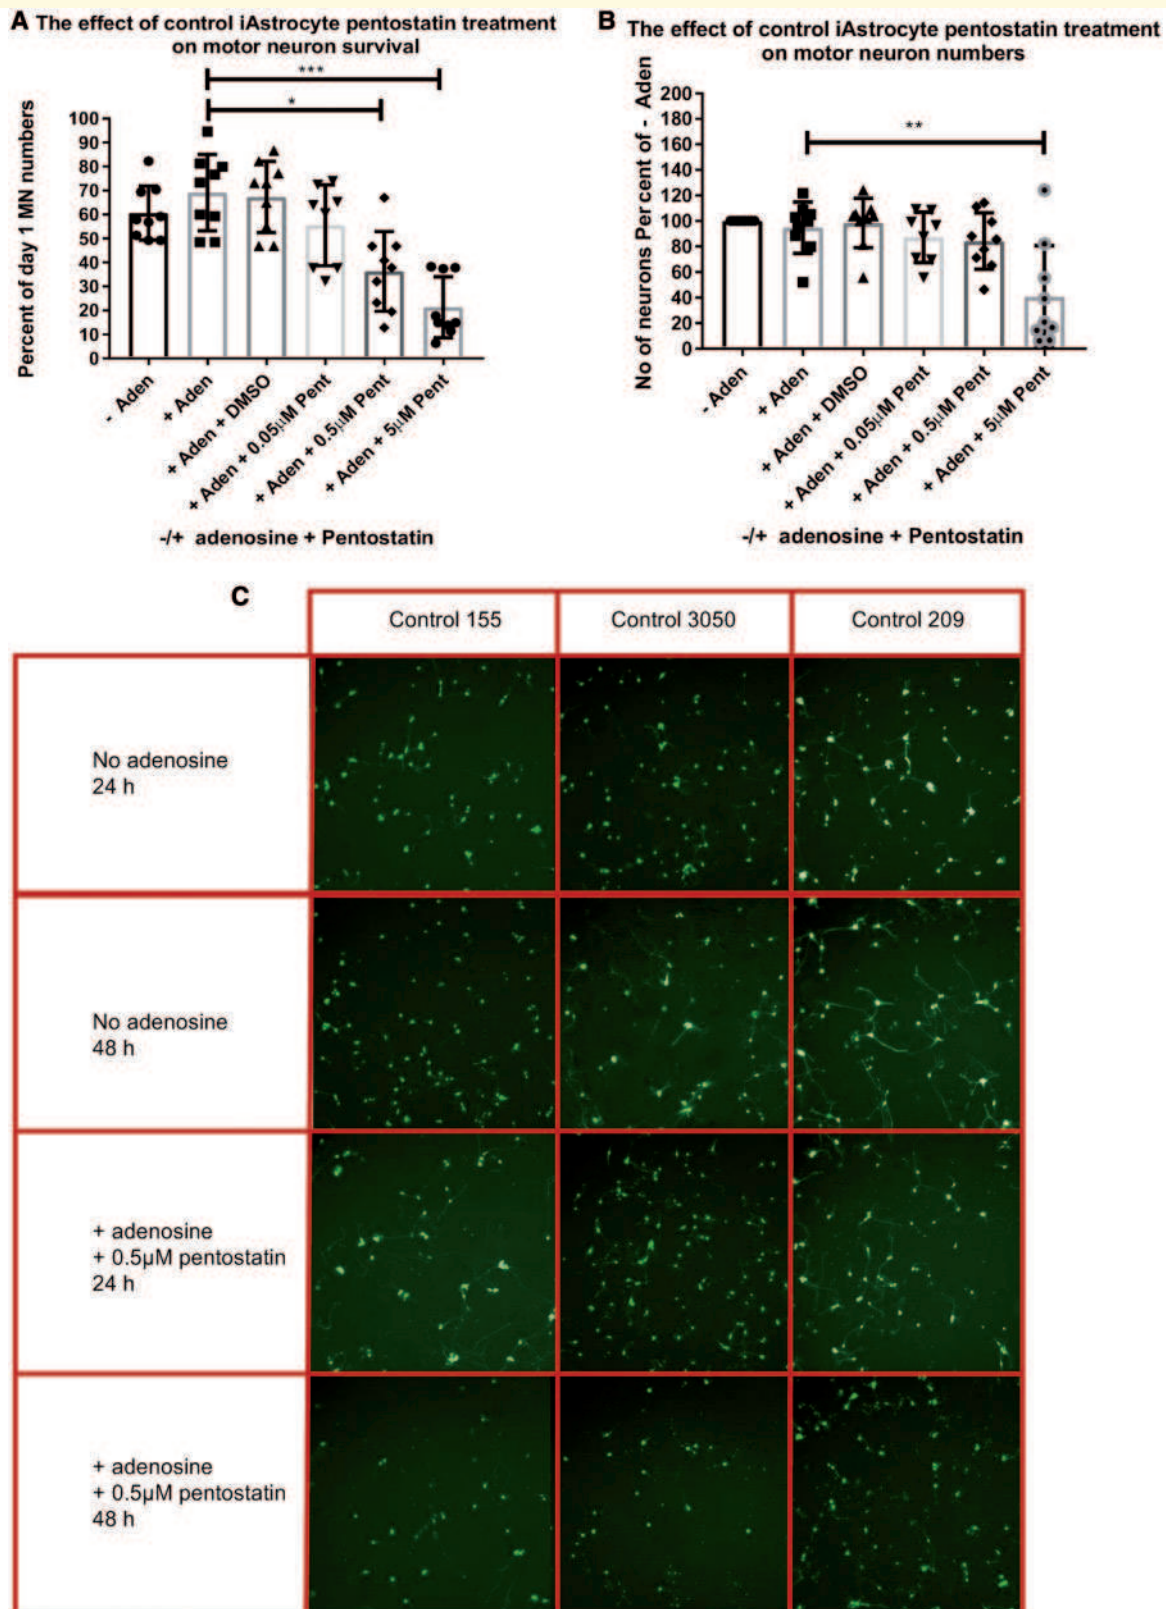 A The effect of control iAstrocyte pentostatin treatment
on motor neuron survival
***
*
Percent of day 1 MN numbers
100
90
80
70
60
50
40
30
20
10
0
- Aden
+ Aden
+ Aden + DMSO
+ Aden + 0.05µM Pent
+ Aden + 0.5µM Pent
+ Aden + 5µM Pent
-/+ adenosine + Pentostatin
B The effect of control iAstrocyte pentostatin treatment
on motor neuron numbers
**
No of neurons Percent of - Aden
200
180
160
140
120
100
80
60
40
20
0
- Aden
+ Aden
+ Aden + DMSO
+ Aden + 0.05µM Pent
+ Aden + 0.5µM Pent
+ Aden + 5µM Pent
-/+ adenosine + Pentostatin
C
Control 155 Control 3050 Control 209
No adenosine
24 h
No adenosine
48 h
+ adenosine
+ 0.5µM pentostatin
24 h
+ adenosine
+ 0.5µM pentostatin
48 h